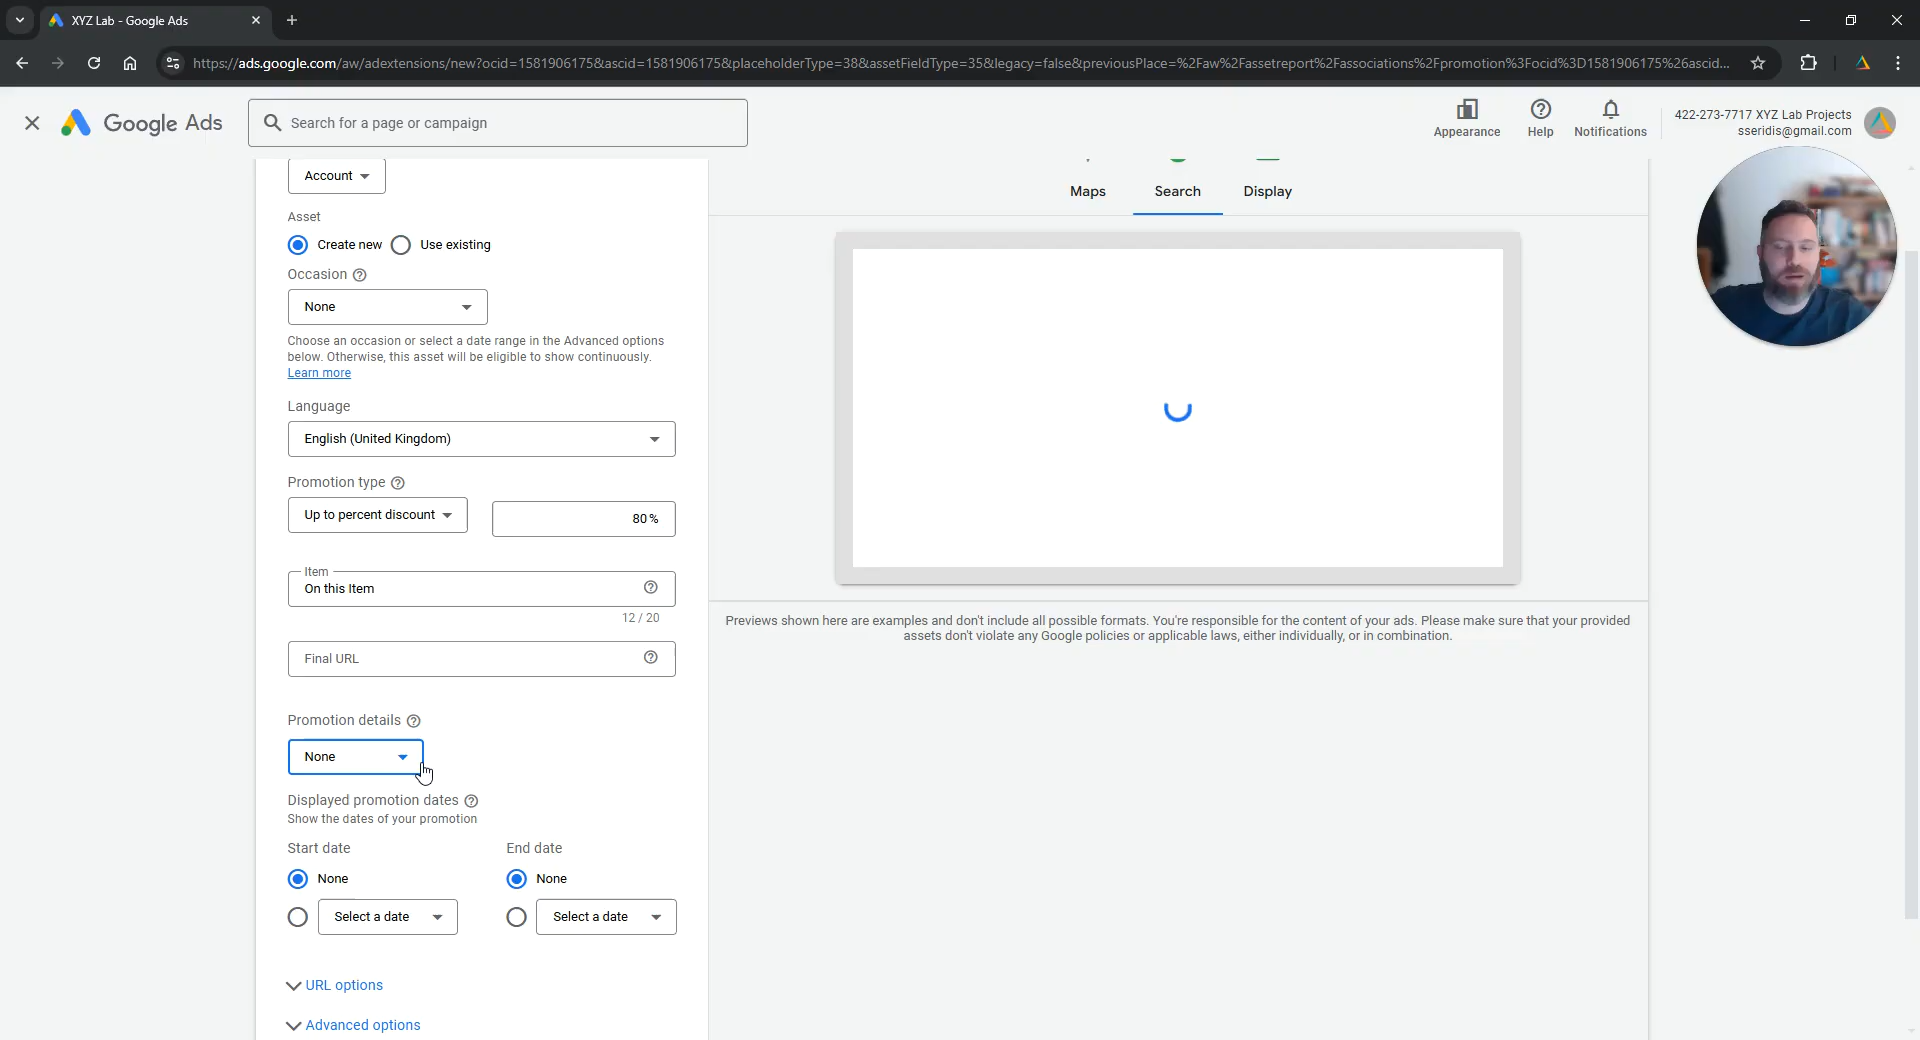 XYZ Lab - Google Ads
https://ads.google.com/aw/adextensions/new?ocid=1581906175&ascid=1581906175&placeholderType=38&assetFieldType=35&legacy=false&previousPlace=%2Faw%2Fassetreport%2Fassociations%2Fpromotion%3Focid%3D1581906175%26ascid...
Google Ads
Search for a page or campaign
Appearance
Help
Notifications
422-273-7717 XYZ Lab Projects
sseridis@gmail.com
Account
Maps
Search
Display
Asset
Create new
Use existing
Occasion
None
Choose an occasion or select a date range in the Advanced options
below. Otherwise, this asset will be eligible to show continuously.
Learn more
Language
English (United Kingdom)
Promotion type
Up to percent discount
80%
Item
On this Item
12 / 20
Final URL
Previews shown here are examples and don't include all possible formats. You're responsible for the content of your ads. Please make sure that your provided
assets don't violate any Google policies or applicable laws, either individually, or in combination.
Promotion details
None
Displayed promotion dates
Show the dates of your promotion
Start date
End date
None
None
Select a date
Select a date
URL options
Advanced options